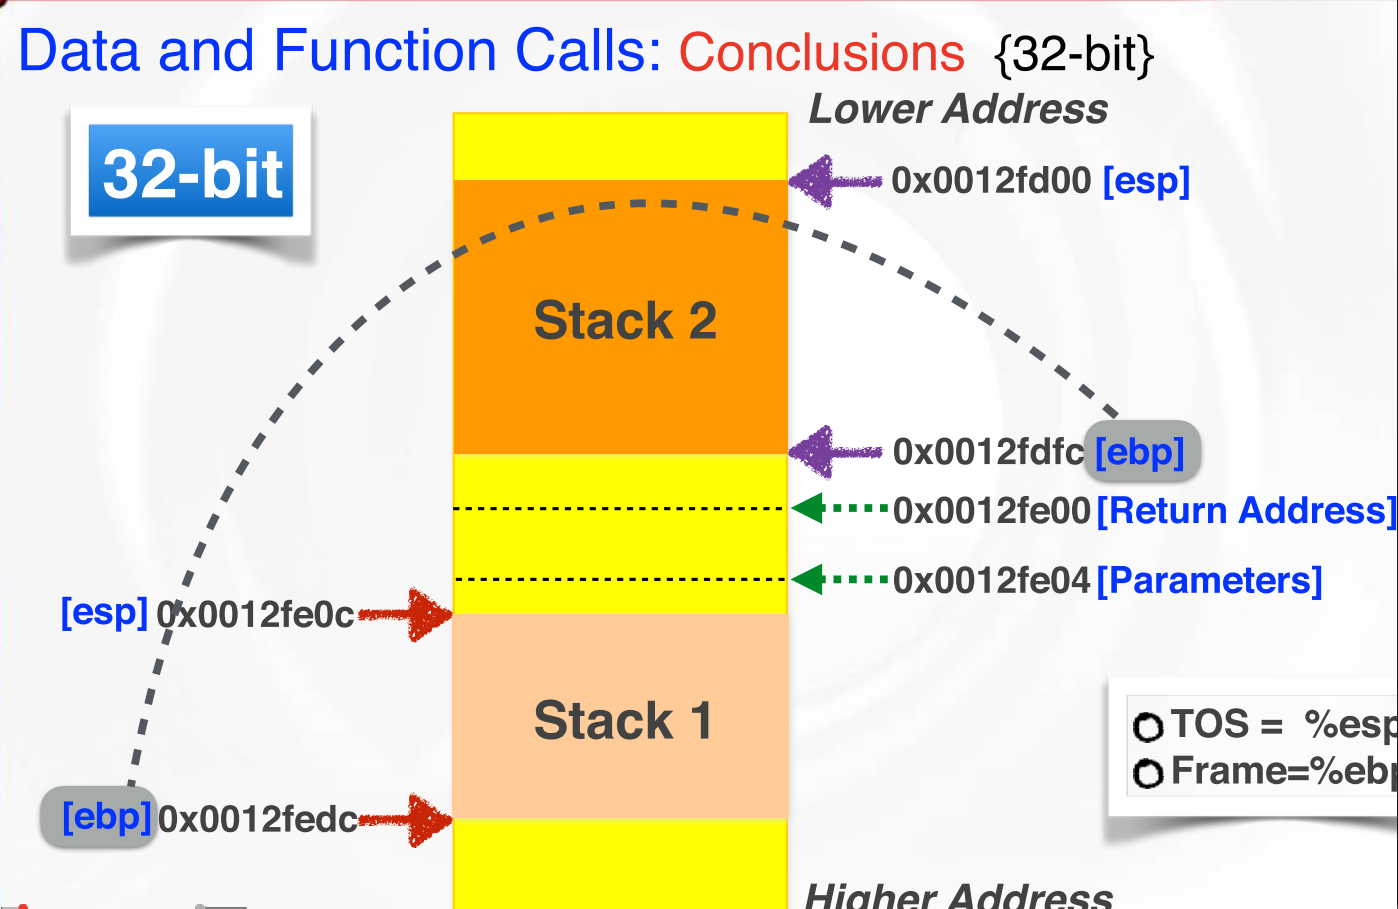 Data and Function Calls: Conclusions {32-bit}
Lower Address
32-bit
0x0012fd00 [esp]
Stack 2
0x0012fdfc [ebp]
0x0012fe00 [Return Address]
0x0012fe04 [Parameters]
[esp] 0x0012fe0c
Stack 1
TOS = %esp
Frame=%ebp
[ebp] 0x0012fedc
Higher Address